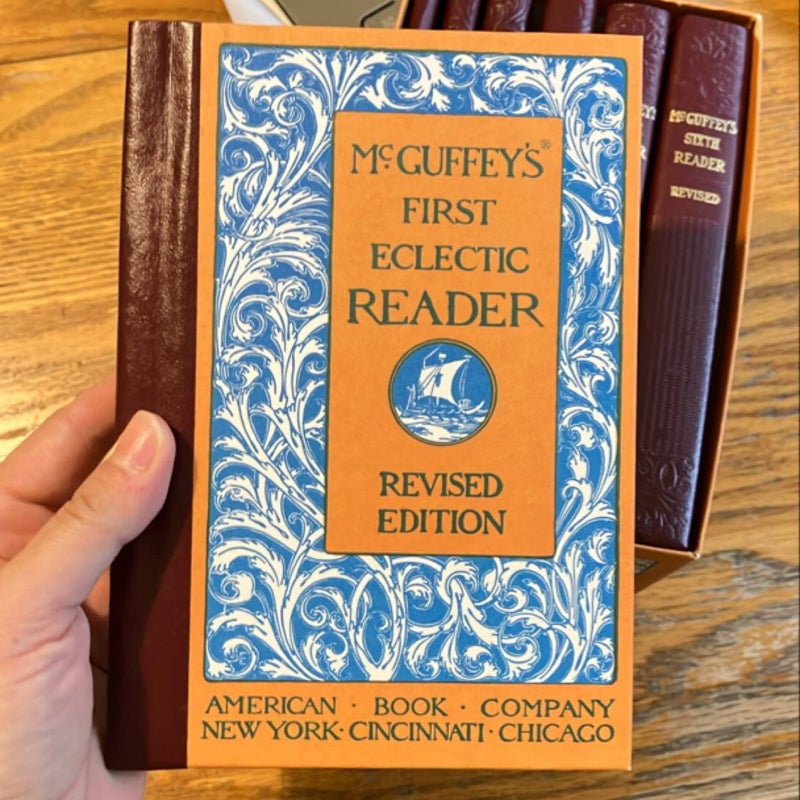 McGUFFEY'S®
FIRST
ECLECTIC
READER
REVISED
EDITION
AMERICAN · BOOK · COMPANY
NEW YORK · CINCINNATI · CHICAGO
McGUFFEY'S
SIXTH
READER
REVISED